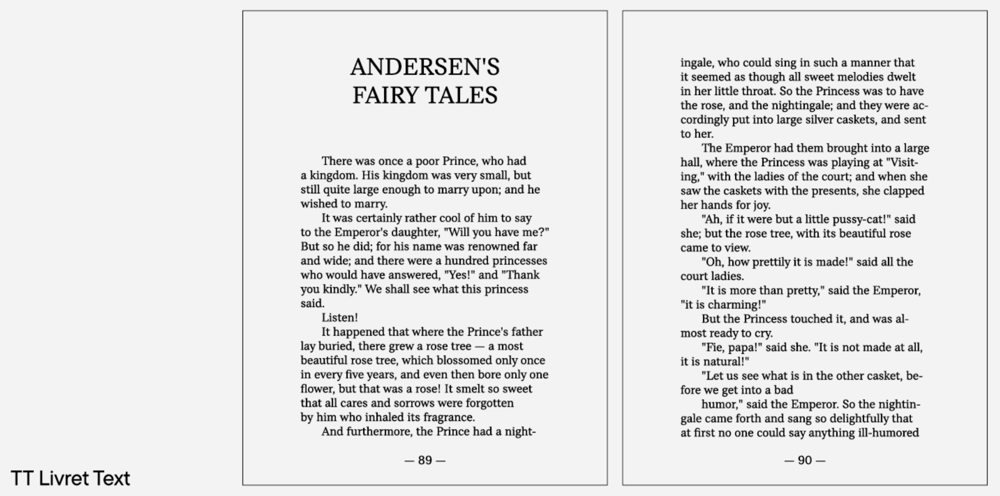 ANDERSEN'S
FAIRY TALES
There was once a poor Prince, who had
a kingdom. His kingdom was very small, but
still quite large enough to marry upon; and he
wished to marry.
It was certainly rather cool of him to say
to the Emperor's daughter, "Will you have me?"
But so he did; for his name was renowned far
and wide; and there were a hundred princesses
who would have answered, "Yes!" and "Thank
you kindly." We shall see what this princess
said.
Listen!
It happened that where the Prince's father
lay buried, there grew a rose tree — a most
beautiful rose tree, which blossomed only once
in every five years, and even then bore only one
flower, but that was a rose! It smelt so sweet
that all cares and sorrows were forgotten
by him who inhaled its fragrance.
And furthermore, the Prince had a night-
— 89 —
ingale, who could sing in such a manner that
it seemed as though all sweet melodies dwelt
in her little throat. So the Princess was to have
the rose, and the nightingale; and they were ac-
cordingly put into large silver caskets, and sent
to her.
The Emperor had them brought into a large
hall, where the Princess was playing at "Visit-
ing," with the ladies of the court; and when she
saw the caskets with the presents, she clapped
her hands for joy.
"Ah, if it were but a little pussy-cat!" said
she; but the rose tree, with its beautiful rose
came to view.
"Oh, how prettily it is made!" said all the
court ladies.
"It is more than pretty," said the Emperor,
"it is charming!"
But the Princess touched it, and was al-
most ready to cry.
"Fie, papa!" said she. "It is not made at all,
it is natural!"
"Let us see what is in the other casket, be-
fore we get into a bad
humor," said the Emperor. So the nightin-
gale came forth and sang so delightfully that
at first no one could say anything ill-humored
— 90 —
TT Livret Text